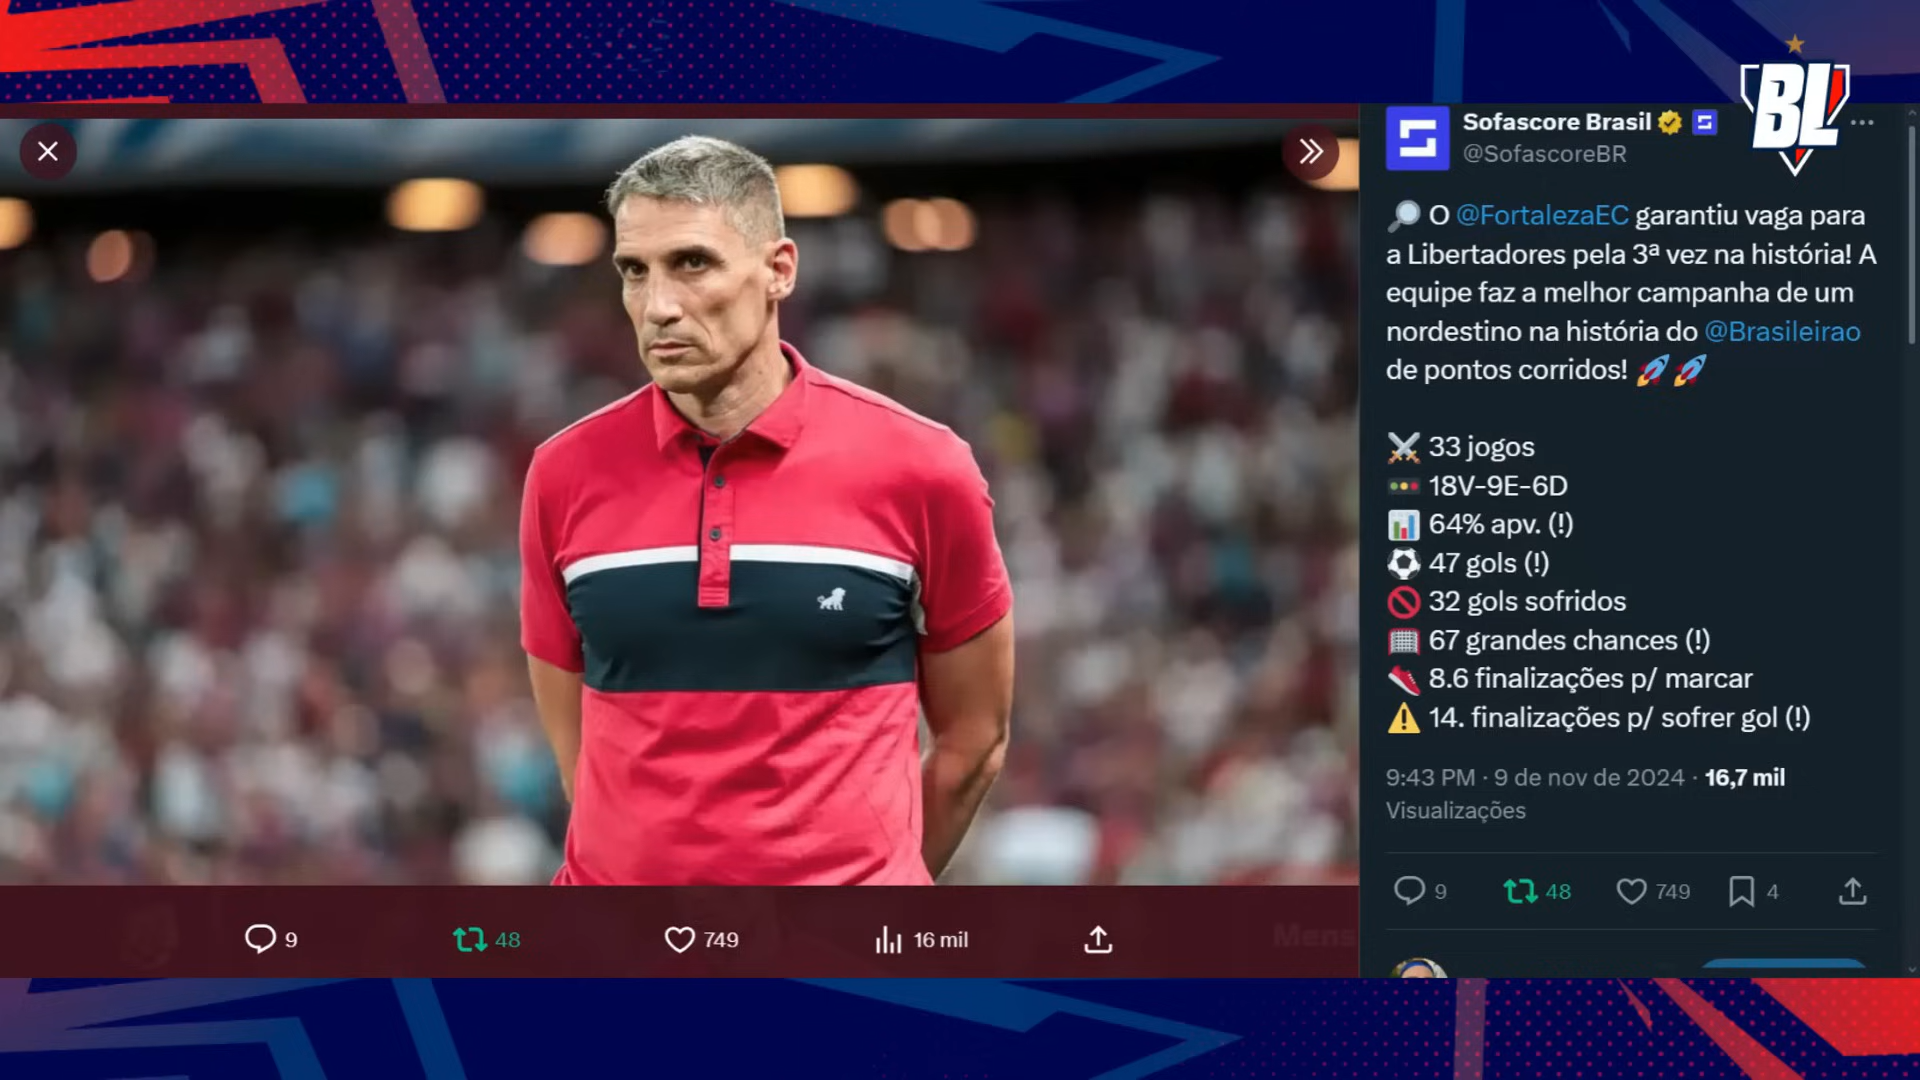 BL
Sofascore Brasil
@SofascoreBR
O @FortalezaEC garantiu vaga para
a Libertadores pela 3ª vez na história! A
equipe faz a melhor campanha de um
nordestino na história do @Brasileirao
de pontos corridos!
33 jogos
18V-9E-6D
64% apv. (!)
47 gols (!)
32 gols sofridos
67 grandes chances (!)
8.6 finalizações p/ marcar
14. finalizações p/ sofrer gol (!)
9:43 PM · 9 de nov de 2024 · 16,7 mil
Visualizações
9 48 749 4
9 48 749 16 mil
Mens